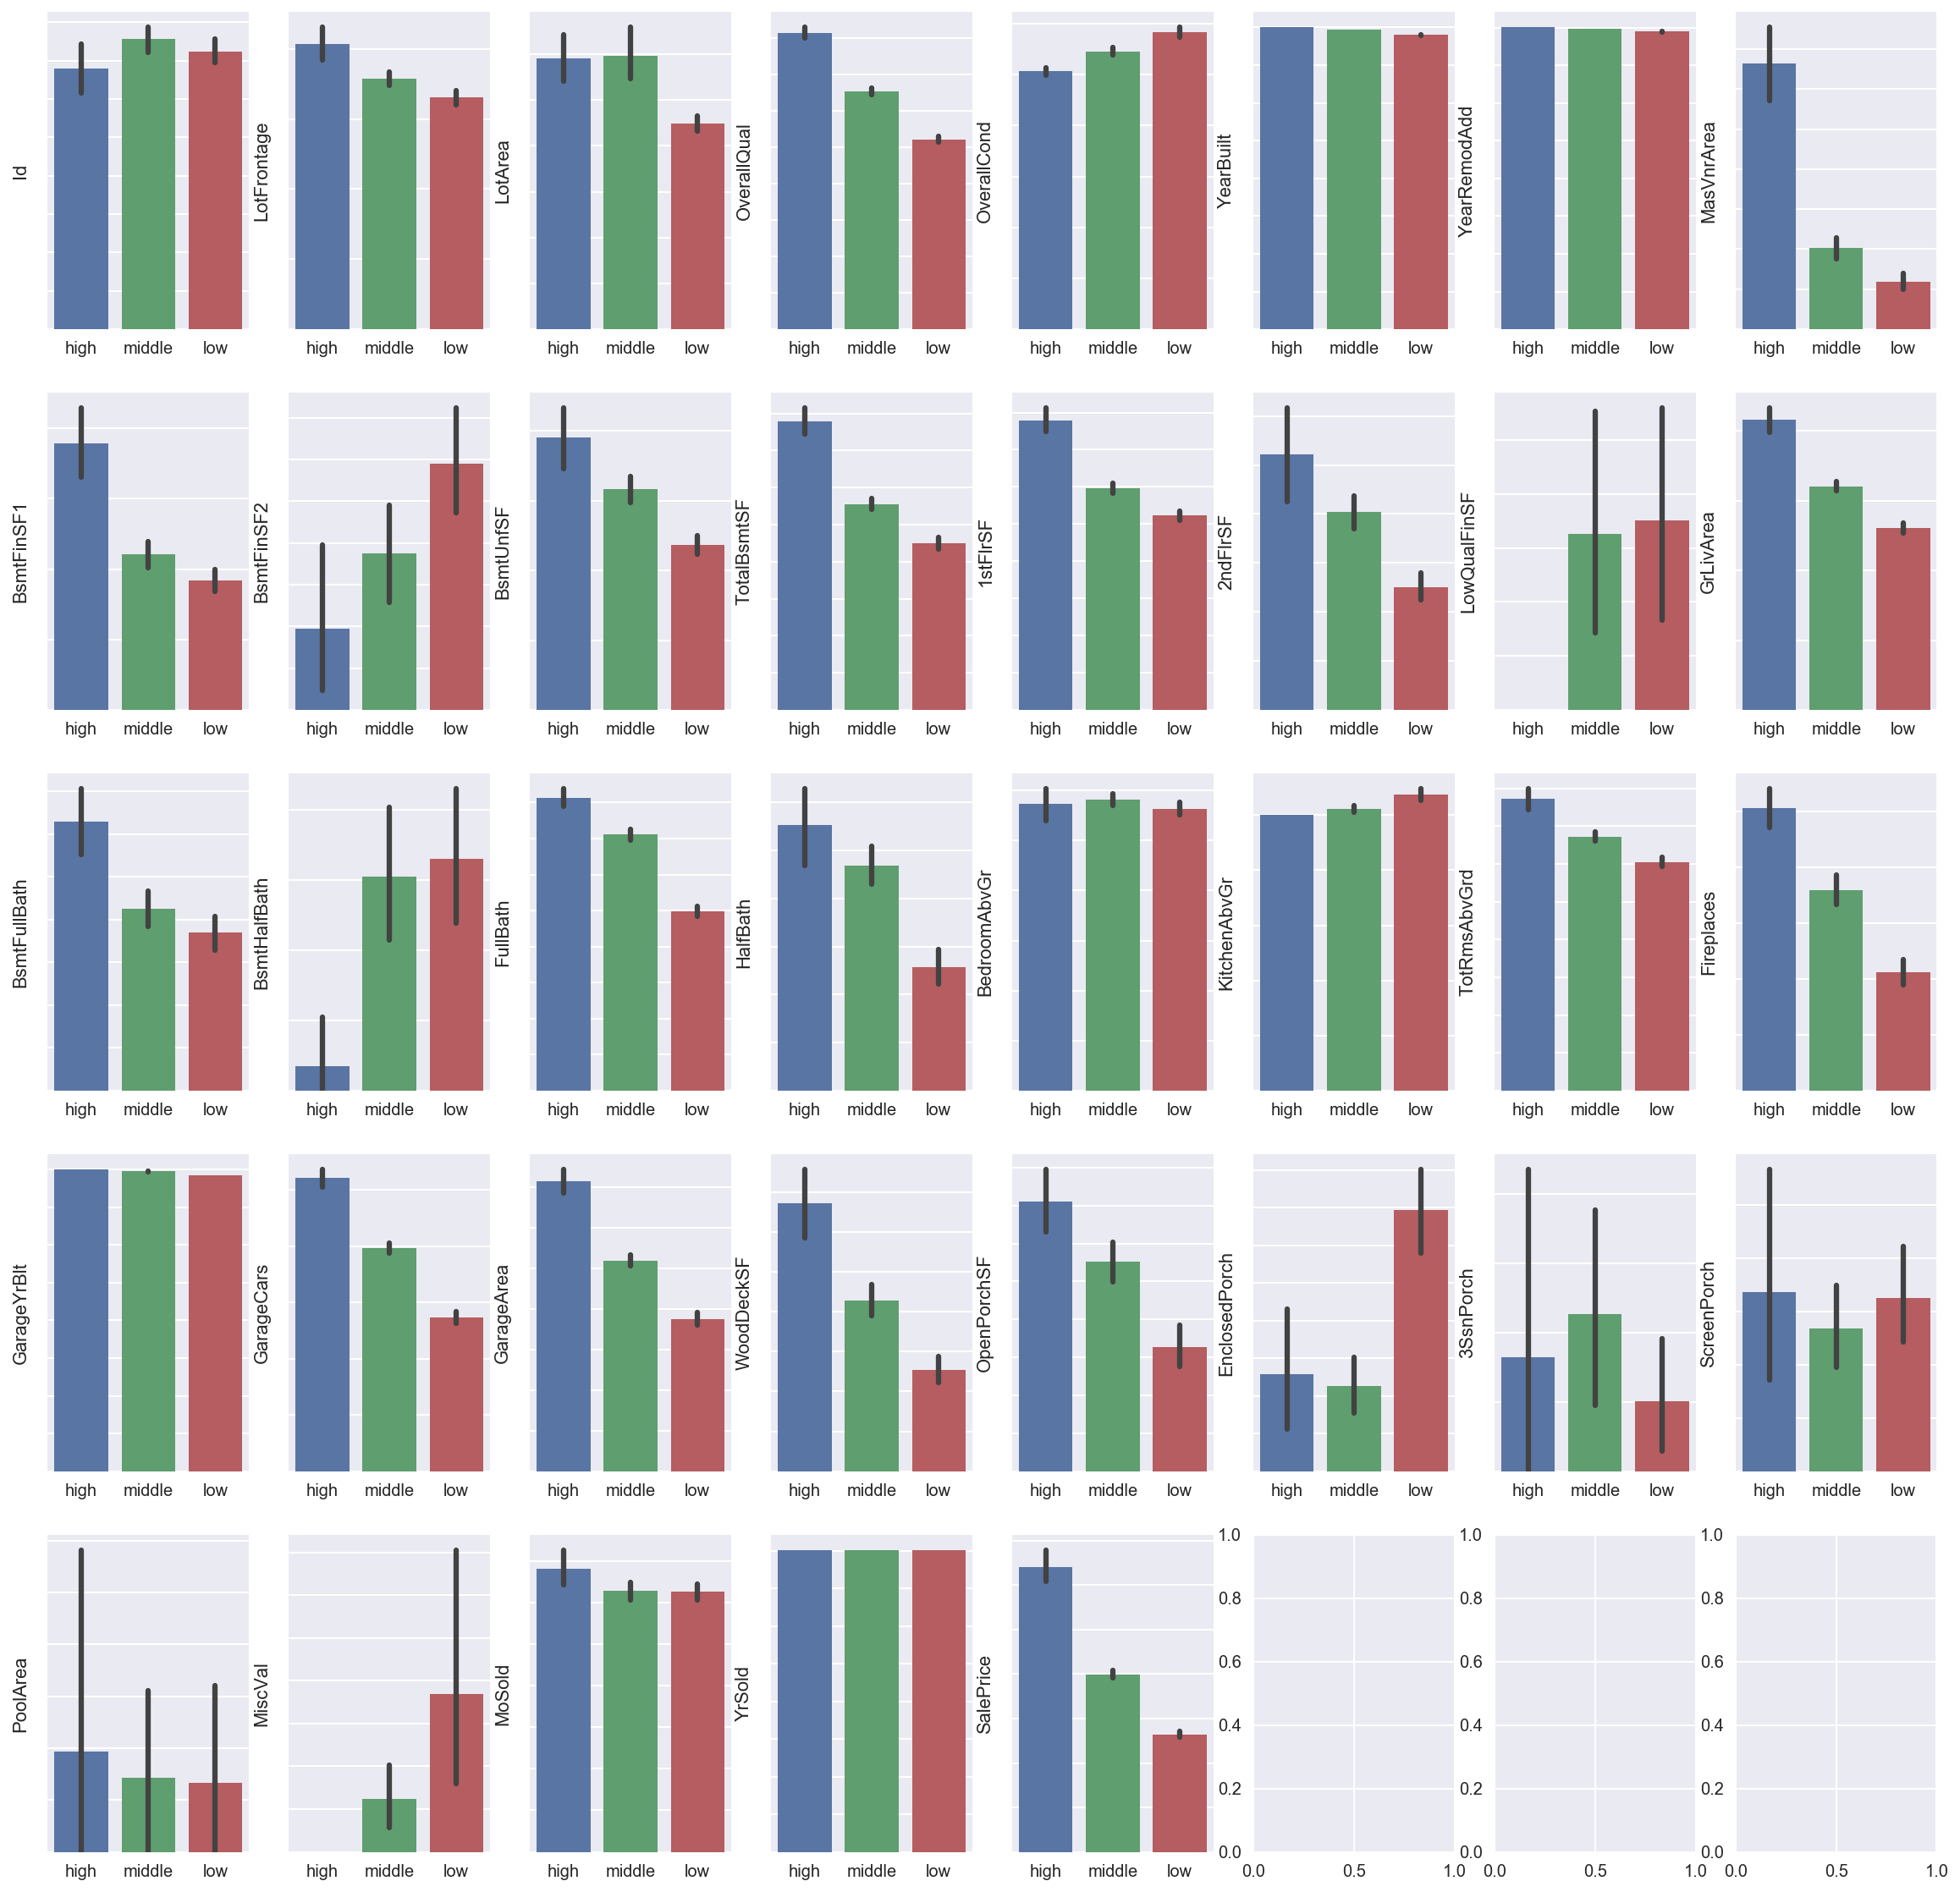 Id
high middle low
LotFrontage
high middle low
LotArea
high middle low
OverallQual
high middle low
OverallCond
high middle low
YearBuilt
high middle low
YearRemodAdd
high middle low
MasVnrArea
high middle low
BsmtFinSF1
high middle low
BsmtFinSF2
high middle low
BsmtUnfSF
high middle low
TotalBsmtSF
high middle low
1stFlrSF
high middle low
2ndFlrSF
high middle low
LowQualFinSF
high middle low
GrLivArea
high middle low
BsmtFullBath
high middle low
BsmtHalfBath
high middle low
FullBath
high middle low
HalfBath
high middle low
BedroomAbvGr
high middle low
KitchenAbvGr
high middle low
TotRmsAbvGrd
high middle low
Fireplaces
high middle low
GarageYrBlt
high middle low
GarageCars
high middle low
GarageArea
high middle low
WoodDeckSF
high middle low
OpenPorchSF
high middle low
EnclosedPorch
high middle low
3SsnPorch
high middle low
ScreenPorch
high middle low
PoolArea
high middle low
MiscVal
high middle low
MoSold
high middle low
YrSold
high middle low
SalePrice
high middle low
1.0
0.8
0.6
0.4
0.2
0.0
0.0 0.5 1.0
1.0
0.8
0.6
0.4
0.2
0.0
0.0 0.5 1.0
1.0
0.8
0.6
0.4
0.2
0.0
0.0 0.5 1.0